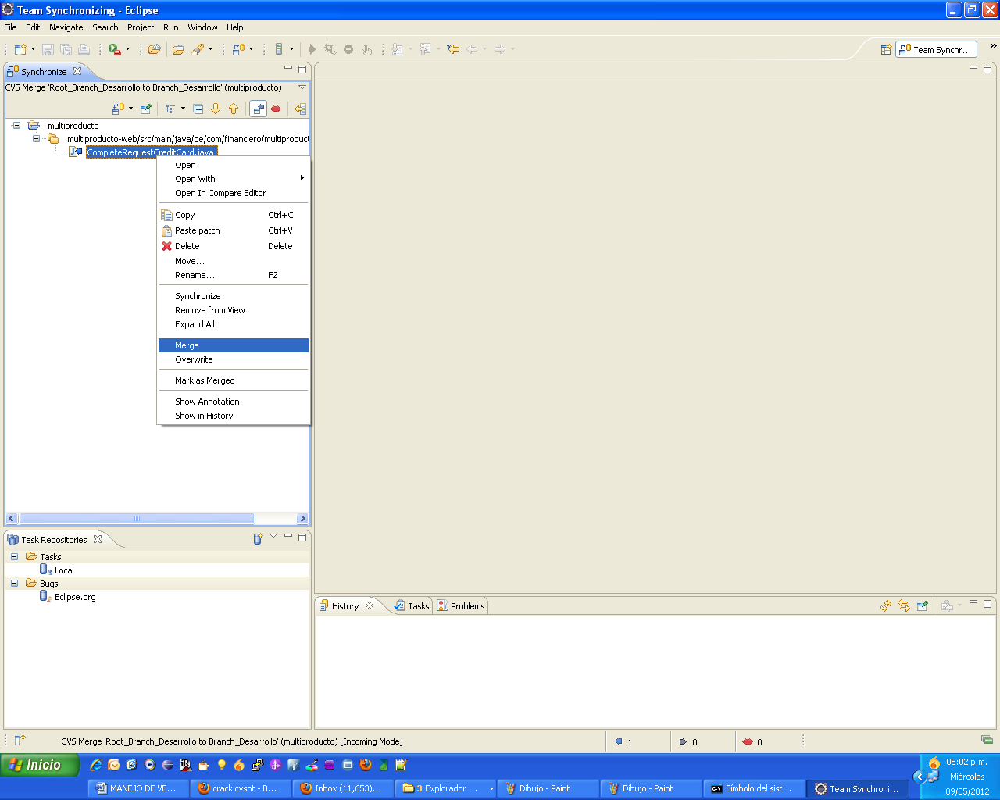 Team Synchronizing - Eclipse
File Edit Navigate Search Project Run Window Help
Team Synchr... »
Synchronize
CVS Merge 'Root_Branch_Desarrollo to Branch_Desarrollo' (multiproducto)
multiproducto
multiproducto-web/src/main/java/pe/com/financiero/multiproduct
CompleteRequestCreditCard.java
Open
Open With
Open In Compare Editor
Copy Ctrl+C
Paste patch Ctrl+V
Delete Delete
Move...
Rename... F2
Synchronize
Remove from View
Expand All
Merge
Overwrite
Mark as Merged
Show Annotation
Show in History
Task Repositories
Tasks
Local
Bugs
Eclipse.org
History Tasks Problems
CVS Merge 'Root_Branch_Desarrollo to Branch_Desarrollo' (multiproducto) [Incoming Mode] 1 0 0
Inicio
MANEJO DE VE... crack cvsnt - B... Inbox (11,653)... 3 Explorador ... Dibujo - Paint Dibujo - Paint Símbolo del sist... Team Synchroni...
05:02 p.m.
Miércoles
09/05/2012